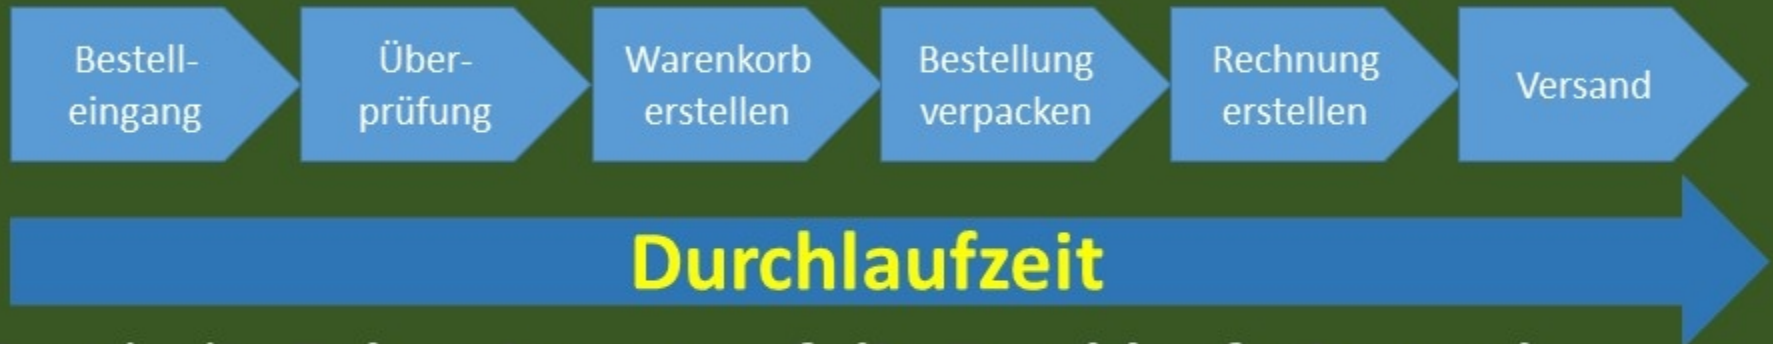 Bestell-
eingang
Über-
prüfung
Warenkorb
erstellen
Bestellung
verpacken
Rechnung
erstellen
Versand
Durchlaufzeit